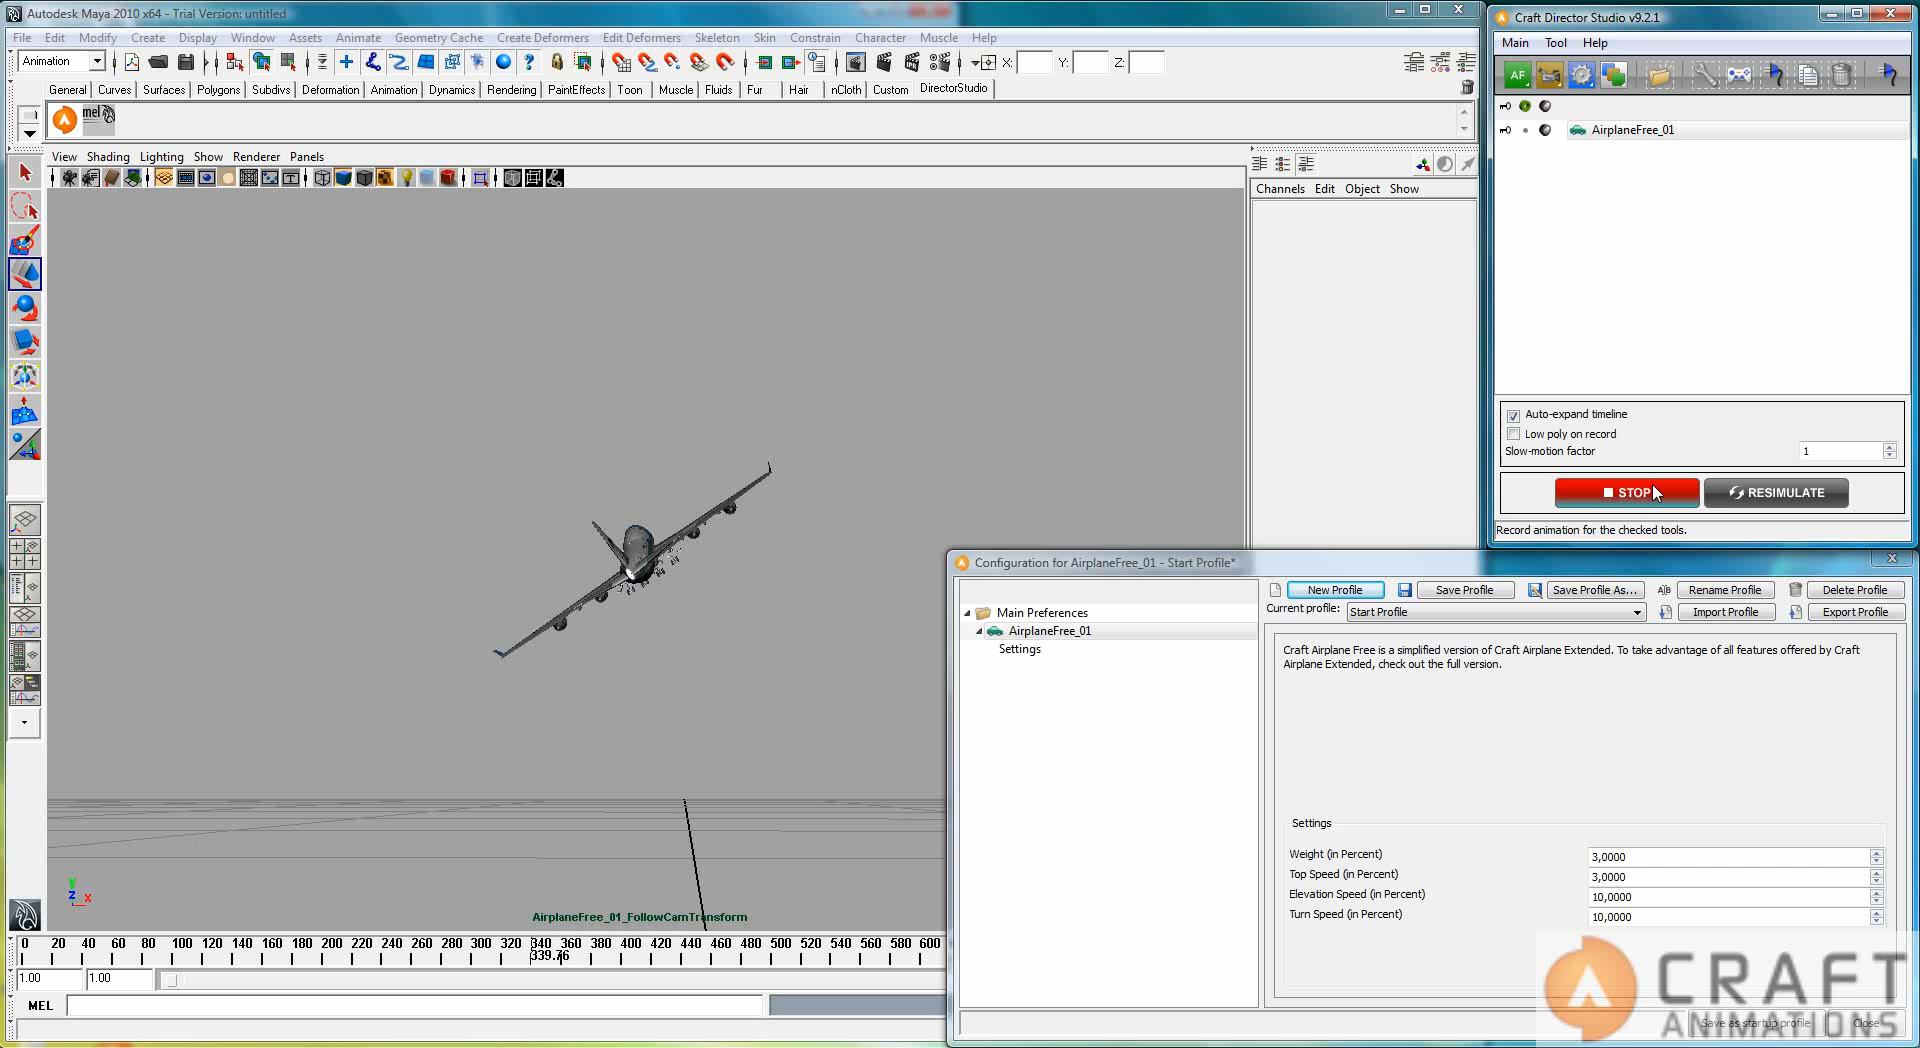 Autodesk Maya 2010 x64 - Trial Version: untitled
File Edit Modify Create Display Window Assets Animate Geometry Cache Create Deformers Edit Deformers Skeleton Skin Constrain Character Muscle Help
Animation X: Y: Z:
General Curves Surfaces Polygons Subdivs Deformation Animation Dynamics Rendering PaintEffects Toon Muscle Fluids Fur Hair nCloth Custom DirectorStudio
mel
View Shading Lighting Show Renderer Panels
Channels Edit Object Show
AirplaneFree_01_FollowCamTransform
y
z x
0 20 40 60 80 100 120 140 160 180 200 220 240 260 280 300 320 340 360 380 400 420 440 460 480 500 520 540 560 580 600
339.76
1.00 1.00
MEL
Craft Director Studio v9.2.1
Main Tool Help
AF
AirplaneFree_01
Auto-expand timeline
Low poly on record
Slow-motion factor 1
STOP RESIMULATE
Record animation for the checked tools.
Configuration for AirplaneFree_01 - Start Profile*
Main Preferences
AirplaneFree_01
Settings
New Profile Save Profile Save Profile As... Rename Profile Delete Profile
Current profile: Start Profile Import Profile Export Profile
Craft Airplane Free is a simplified version of Craft Airplane Extended. To take advantage of all features offered by Craft
Airplane Extended, check out the full version.
Settings
Weight (in Percent) 3,0000
Top Speed (in Percent) 3,0000
Elevation Speed (in Percent) 10,0000
Turn Speed (in Percent) 10,0000
Save as startup profile Close
CRAFT
ANIMATIONS